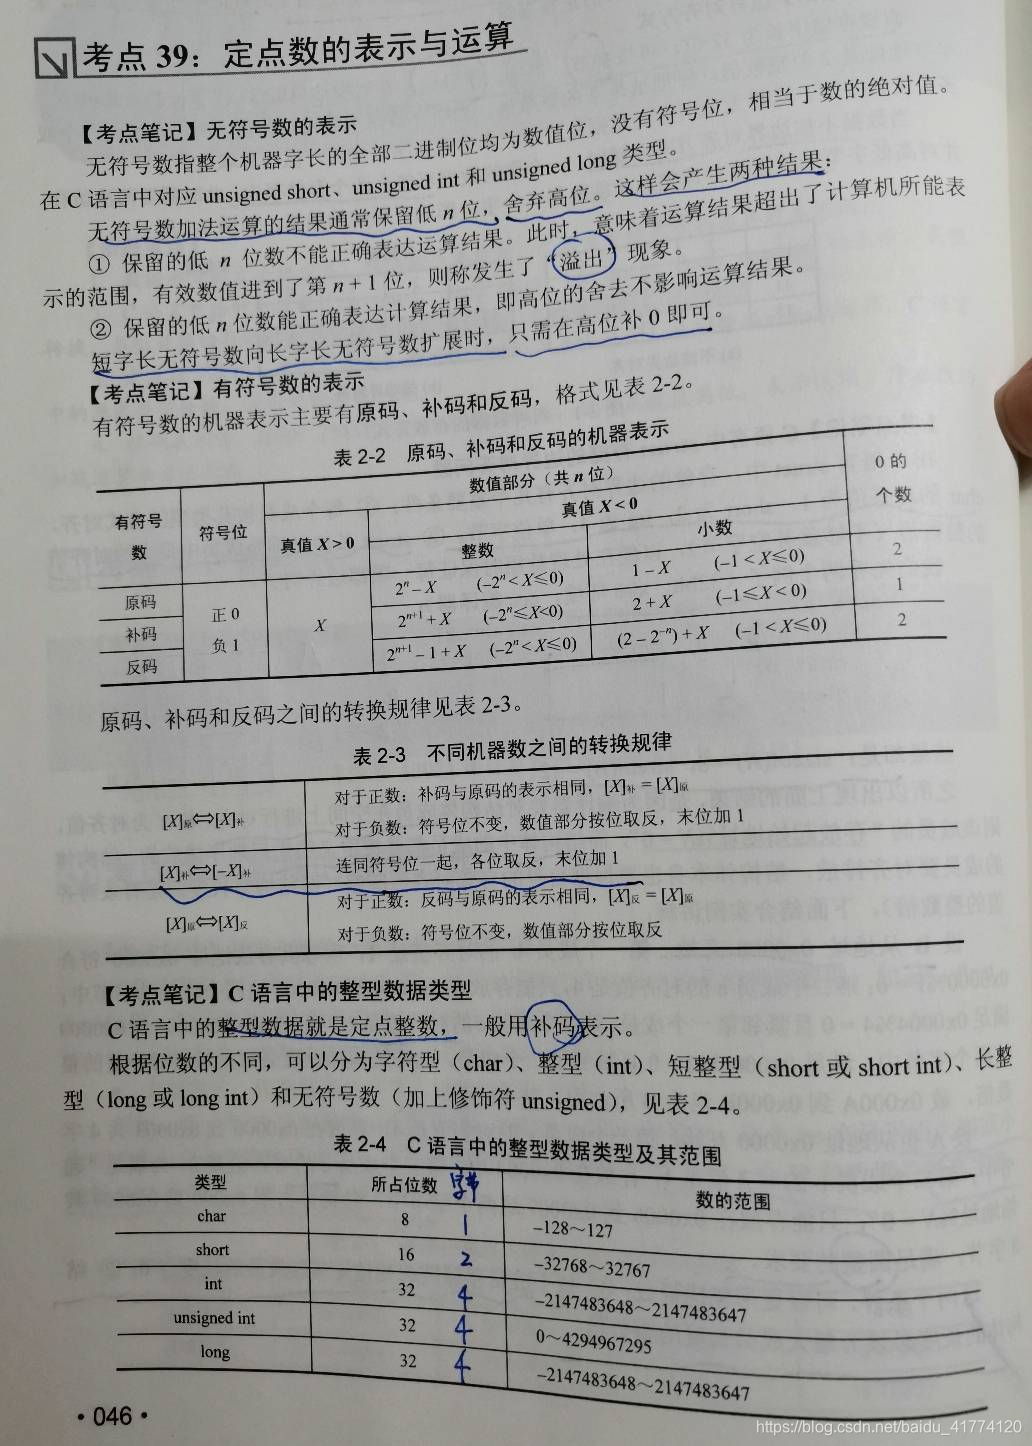 考点 39：定点数的表示与运算
【考点笔记】无符号数的表示
无符号数指整个机器字长的全部二进制位均为数值位，没有符号位，相当于数的绝对值。
在 C 语言中对应 unsigned short、unsigned int 和 unsigned long 类型。
无符号数加法运算的结果通常保留低 n 位，舍弃高位。这样会产生两种结果：
① 保留的低 n 位数不能正确表达运算结果。此时，意味着运算结果超出了计算机所能表
示的范围，有效数值进到了第 n + 1 位，则称发生了“溢出”现象。
② 保留的低 n 位数能正确表达计算结果，即高位的舍去不影响运算结果。
短字长无符号数向长字长无符号数扩展时，只需在高位补 0 即可。
【考点笔记】有符号数的表示
有符号数的机器表示主要有原码、补码和反码，格式见表 2-2。
表 2-2 原码、补码和反码的机器表示
有符号数 符号位 数值部分（共 n 位） 0 的个数
真值 X > 0 真值 X < 0
整数 小数
原码 正 0 负 1 X 2ⁿ – X (–2ⁿ < X ≤ 0) 1 – X (–1 < X ≤ 0) 2
补码 2ⁿ⁺¹ + X (–2ⁿ ≤ X < 0) 2 + X (–1 ≤ X < 0) 1
反码 2ⁿ⁺¹ – 1 + X (–2ⁿ < X ≤ 0) (2 – 2⁻ⁿ) + X (–1 < X ≤ 0) 2
原码、补码和反码之间的转换规律见表 2-3。
表 2-3 不同机器数之间的转换规律
[X]原⇔[X]补 对于正数：补码与原码的表示相同，[X]补 = [X]原
对于负数：符号位不变，数值部分按位取反，末位加 1
[X]补⇔[–X]补 连同符号位一起，各位取反，末位加 1
[X]原⇔[X]反 对于正数：反码与原码的表示相同，[X]反 = [X]原
对于负数：符号位不变，数值部分按位取反
【考点笔记】C 语言中的整型数据类型
C 语言中的整型数据就是定点整数，一般用补码表示。
根据位数的不同，可以分为字符型（char）、整型（int）、短整型（short 或 short int）、长整
型（long 或 long int）和无符号数（加上修饰符 unsigned），见表 2-4。
表 2-4 C 语言中的整型数据类型及其范围
类型 所占位数 字节 数的范围
char 8 1 –128～127
short 16 2 –32768～32767
int 32 4 –2147483648～2147483647
unsigned int 32 4 0～4294967295
long 32 4 –2147483648～2147483647
· 046 ·
https://blog.csdn.net/baidu_41774120